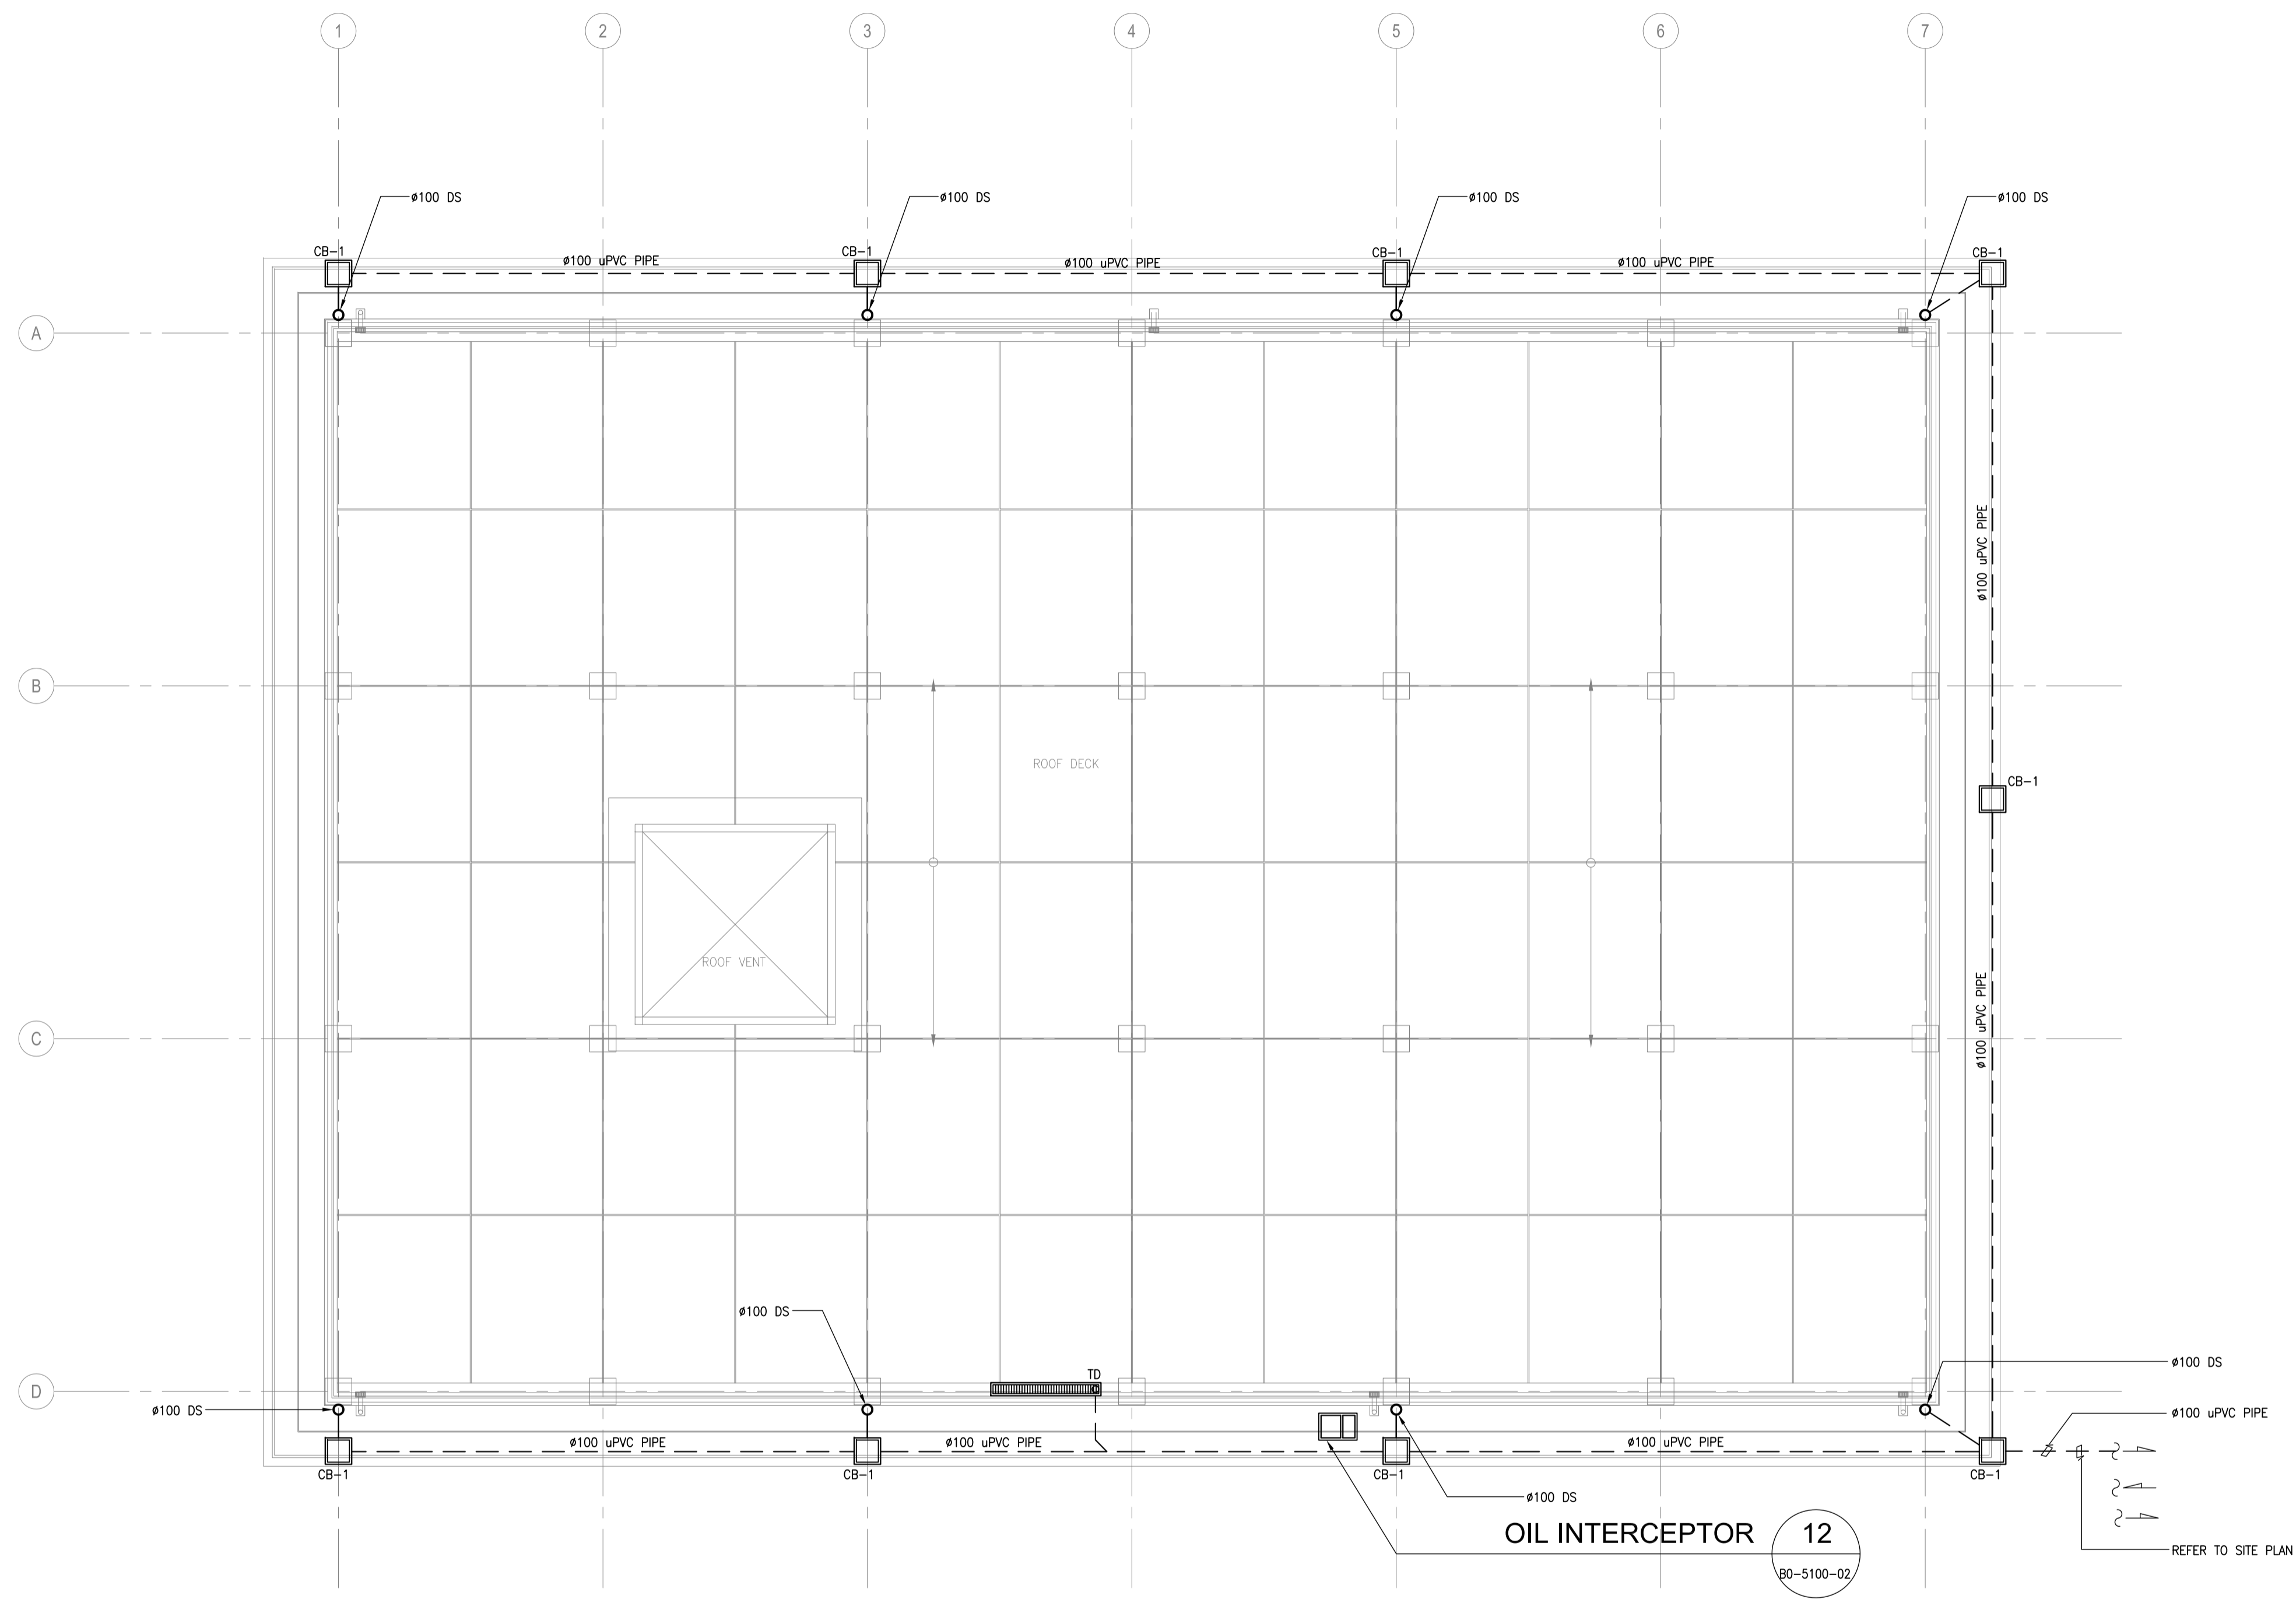 1
2
3
4
5
6
7
ø100 DS
ø100 DS
ø100 DS
ø100 DS
CB-1
CB-1
CB-1
CB-1
ø100 uPVC PIPE
ø100 uPVC PIPE
ø100 uPVC PIPE
A
ø100 uPVC PIPE
B
ROOF DECK
CB-1
ROOF VENT
ø100 uPVC PIPE
C
ø100 DS
ø100 DS
TD
D
ø100 DS
ø100 uPVC PIPE
ø100 uPVC PIPE
ø100 uPVC PIPE
ø100 uPVC PIPE
CB-1
CB-1
CB-1
CB-1
ø100 DS
OIL INTERCEPTOR
12
B0-5100-02
REFER TO SITE PLAN